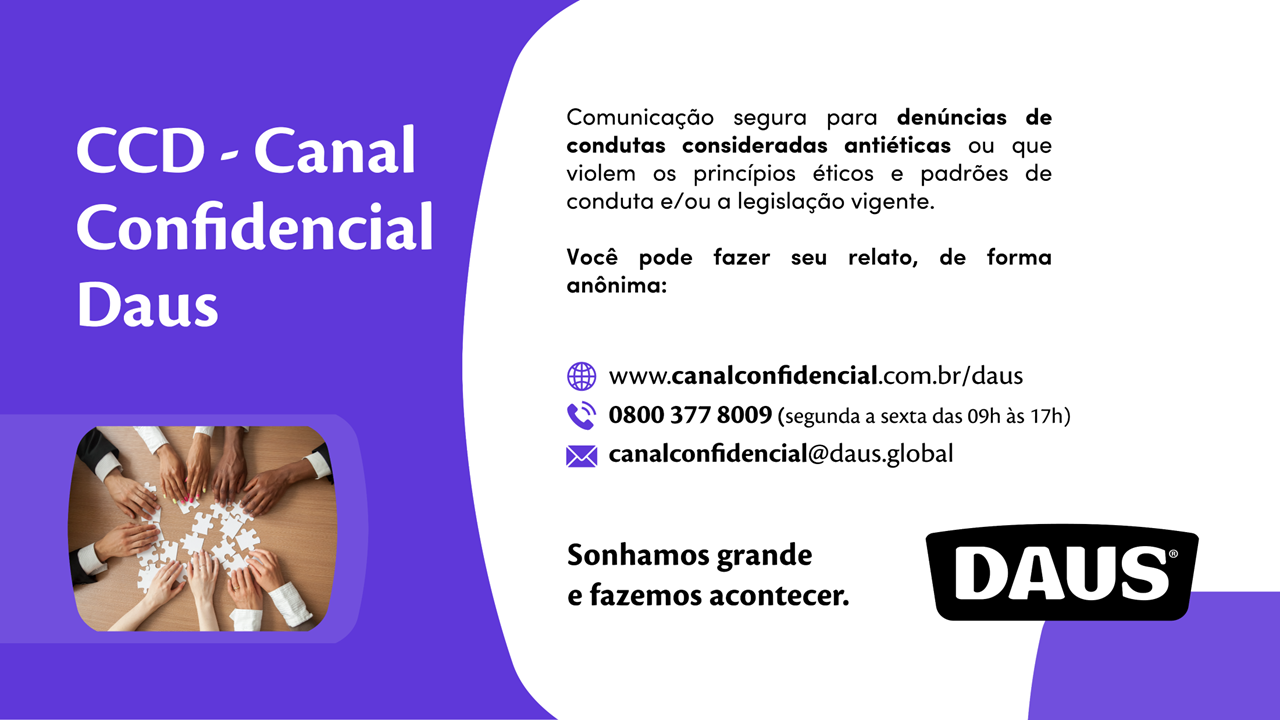 CCD - Canal
Confidencial
Daus
Comunicação segura para denúncias de
condutas consideradas antiéticas ou que
violem os princípios éticos e padrões de
conduta e/ou a legislação vigente.
Você pode fazer seu relato, de forma
anônima:
www.canalconfidencial.com.br/daus
0800 377 8009 (segunda a sexta das 09h às 17h)
canalconfidencial@daus.global
Sonhamos grande
e fazemos acontecer.
DAUS®